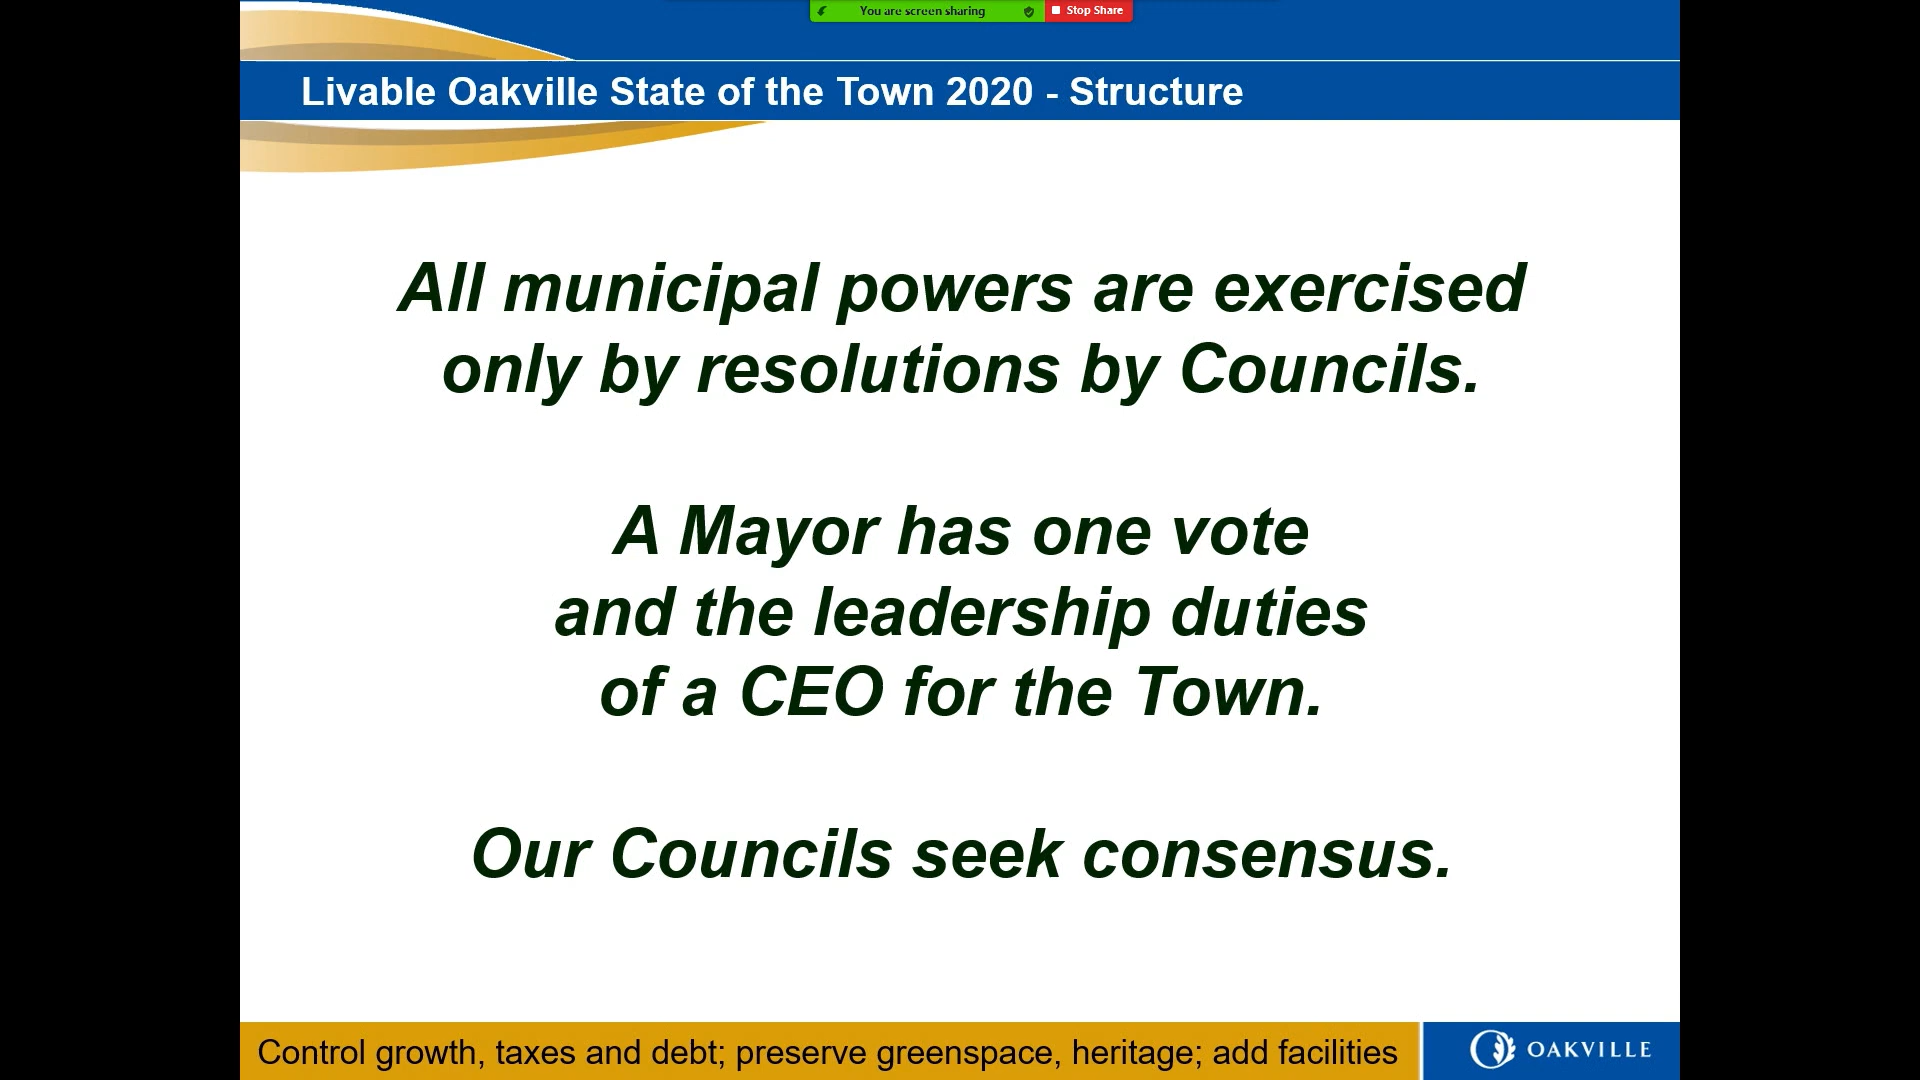 You are screen sharing
Stop Share
Livable Oakville State of the Town 2020 - Structure
All municipal powers are exercised
only by resolutions by Councils.
A Mayor has one vote
and the leadership duties
of a CEO for the Town.
Our Councils seek consensus.
Control growth, taxes and debt; preserve greenspace, heritage; add facilities
OAKVILLE